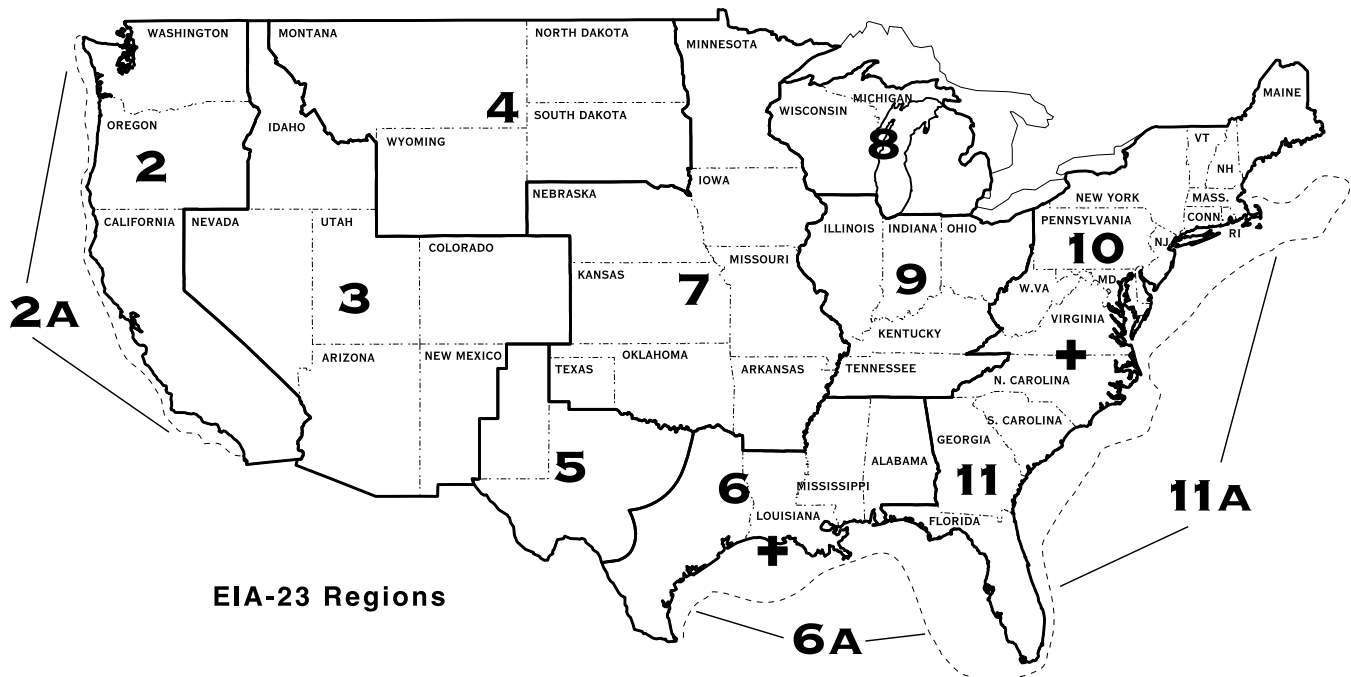 WASHINGTON
MONTANA
NORTH DAKOTA
MINNESOTA
MAINE
OREGON
IDAHO
4
SOUTH DAKOTA
WISCONSIN
MICHIGAN
8
VT
NH
2
WYOMING
NEBRASKA
IOWA
NEW YORK
MASS.
CONN.
RI
CALIFORNIA
NEVADA
UTAH
COLORADO
ILLINOIS
INDIANA
OHIO
PENNSYLVANIA
10
NJ
2A
3
KANSAS
7
MISSOURI
9
W.VA
MD
VIRGINIA
KENTUCKY
ARIZONA
NEW MEXICO
TEXAS
OKLAHOMA
ARKANSAS
TENNESSEE
+
N. CAROLINA
S. CAROLINA
5
6
MISSISSIPPI
ALABAMA
GEORGIA
11
11A
LOUISIANA
+
FLORIDA
EIA-23 Regions
6A